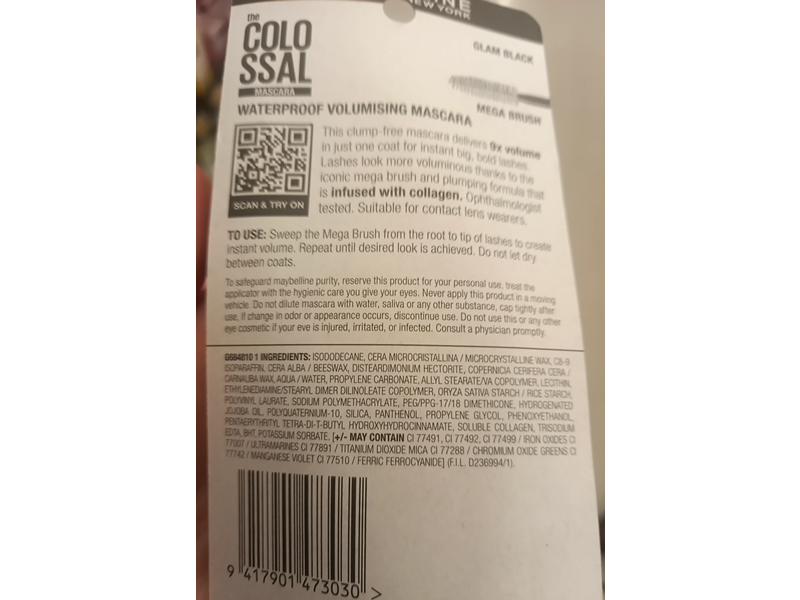 NE
NEW YORK
the
COLO
SSAL
MASCARA
GLAM BLACK
MEGA BRUSH
WATERPROOF VOLUMISING MASCARA
SCAN & TRY ON
This clump-free mascara delivers 9x volume
in just one coat for instant big, bold lashes.
Lashes look more voluminous thanks to the
iconic mega brush and plumping formula that
is infused with collagen. Ophthalmologist
tested. Suitable for contact lens wearers.
TO USE: Sweep the Mega Brush from the root to tip of lashes to create
instant volume. Repeat until desired look is achieved. Do not let dry
between coats.
To safeguard maybelline purity, reserve this product for your personal use, treat the
applicator with the hygienic care you give your eyes. Never apply this product in a moving
vehicle. Do not dilute mascara with water, saliva or any other substance, cap tightly after
use, if change in odor or appearance occurs, discontinue use. Do not use this or any other
eye cosmetic if your eye is injured, irritated, or infected. Consult a physician promptly.
G684810 1 INGREDIENTS: ISODODECANE, CERA MICROCRISTALLINA / MICROCRYSTALLINE WAX, C8-9
ISOPARAFFIN, CERA ALBA / BEESWAX, DISTEARDIMONIUM HECTORITE, COPERNICIA CERIFERA CERA /
CARNAUBA WAX, AQUA / WATER, PROPYLENE CARBONATE, ALLYL STEARATE/VA COPOLYMER, LECITHIN,
ETHYLENEDIAMINE/STEARYL DIMER DILINOLEATE COPOLYMER, ORYZA SATIVA STARCH / RICE STARCH,
POLYVINYL LAURATE, SODIUM POLYMETHACRYLATE, PEG/PPG-17/18 DIMETHICONE, HYDROGENATED
JOJOBA OIL, POLYQUATERNIUM-10, SILICA, PANTHENOL, PROPYLENE GLYCOL, PHENOXYETHANOL,
PENTAERYTHRITYL TETRA-DI-T-BUTYL HYDROXYHYDROCINNAMATE, SOLUBLE COLLAGEN, TRISODIUM
EDTA, BHT, POTASSIUM SORBATE. [+/- MAY CONTAIN CI 77491, CI 77492, CI 77499 / IRON OXIDES CI
77007 / ULTRAMARINES CI 77891 / TITANIUM DIOXIDE MICA CI 77288 / CHROMIUM OXIDE GREENS CI
77742 / MANGANESE VIOLET CI 77510 / FERRIC FERROCYANIDE] (F.I.L. D236994/1).
9 417901 473030 >